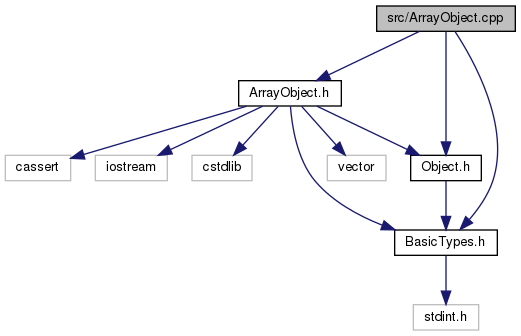 src/ArrayObject.cpp
ArrayObject.h
cassert
iostream
cstdlib
vector
Object.h
BasicTypes.h
stdint.h